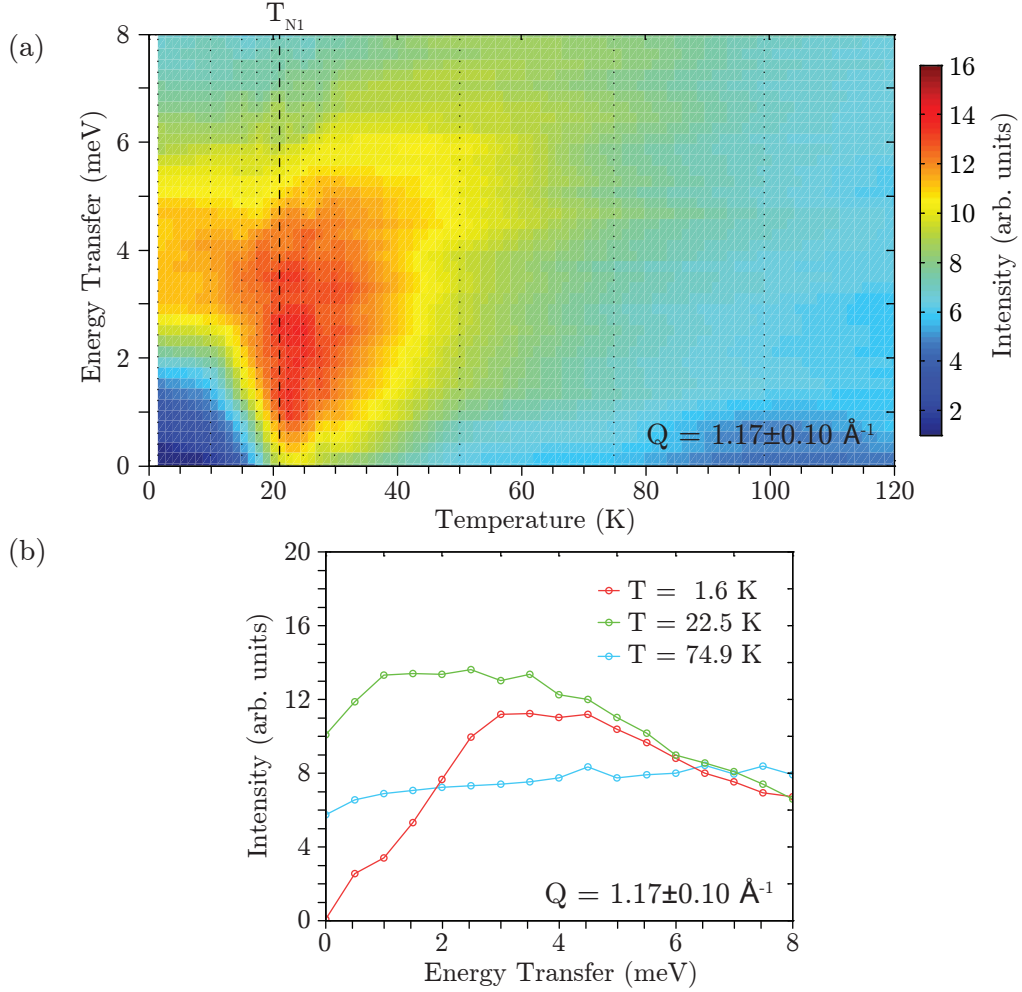 (a)
T_N1
8
6
4
2
0
Energy Transfer (meV)
0 20 40 60 80 100 120
Temperature (K)
Q = 1.17±0.10 Å⁻¹
16
14
12
10
8
6
4
2
Intensity (arb. units)
(b)
20
16
12
8
4
0
Intensity (arb. units)
T = 1.6 K
T = 22.5 K
T = 74.9 K
Q = 1.17±0.10 Å⁻¹
0 2 4 6 8
Energy Transfer (meV)